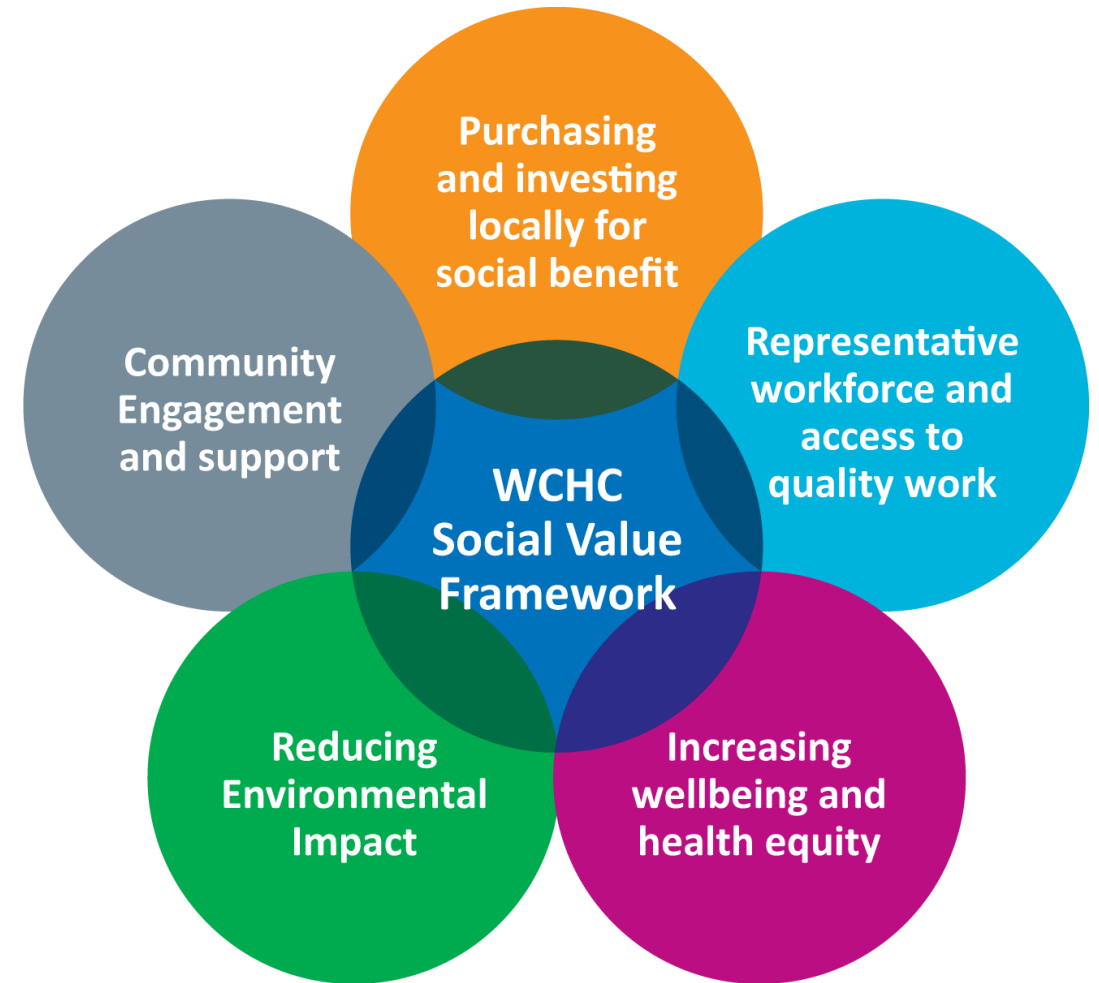 Purchasing
and investing
locally for
social benefit
Representative
workforce and
access to
quality work
Community
Engagement
and support
WCHC
Social Value
Framework
Reducing
Environmental
Impact
Increasing
wellbeing and
health equity